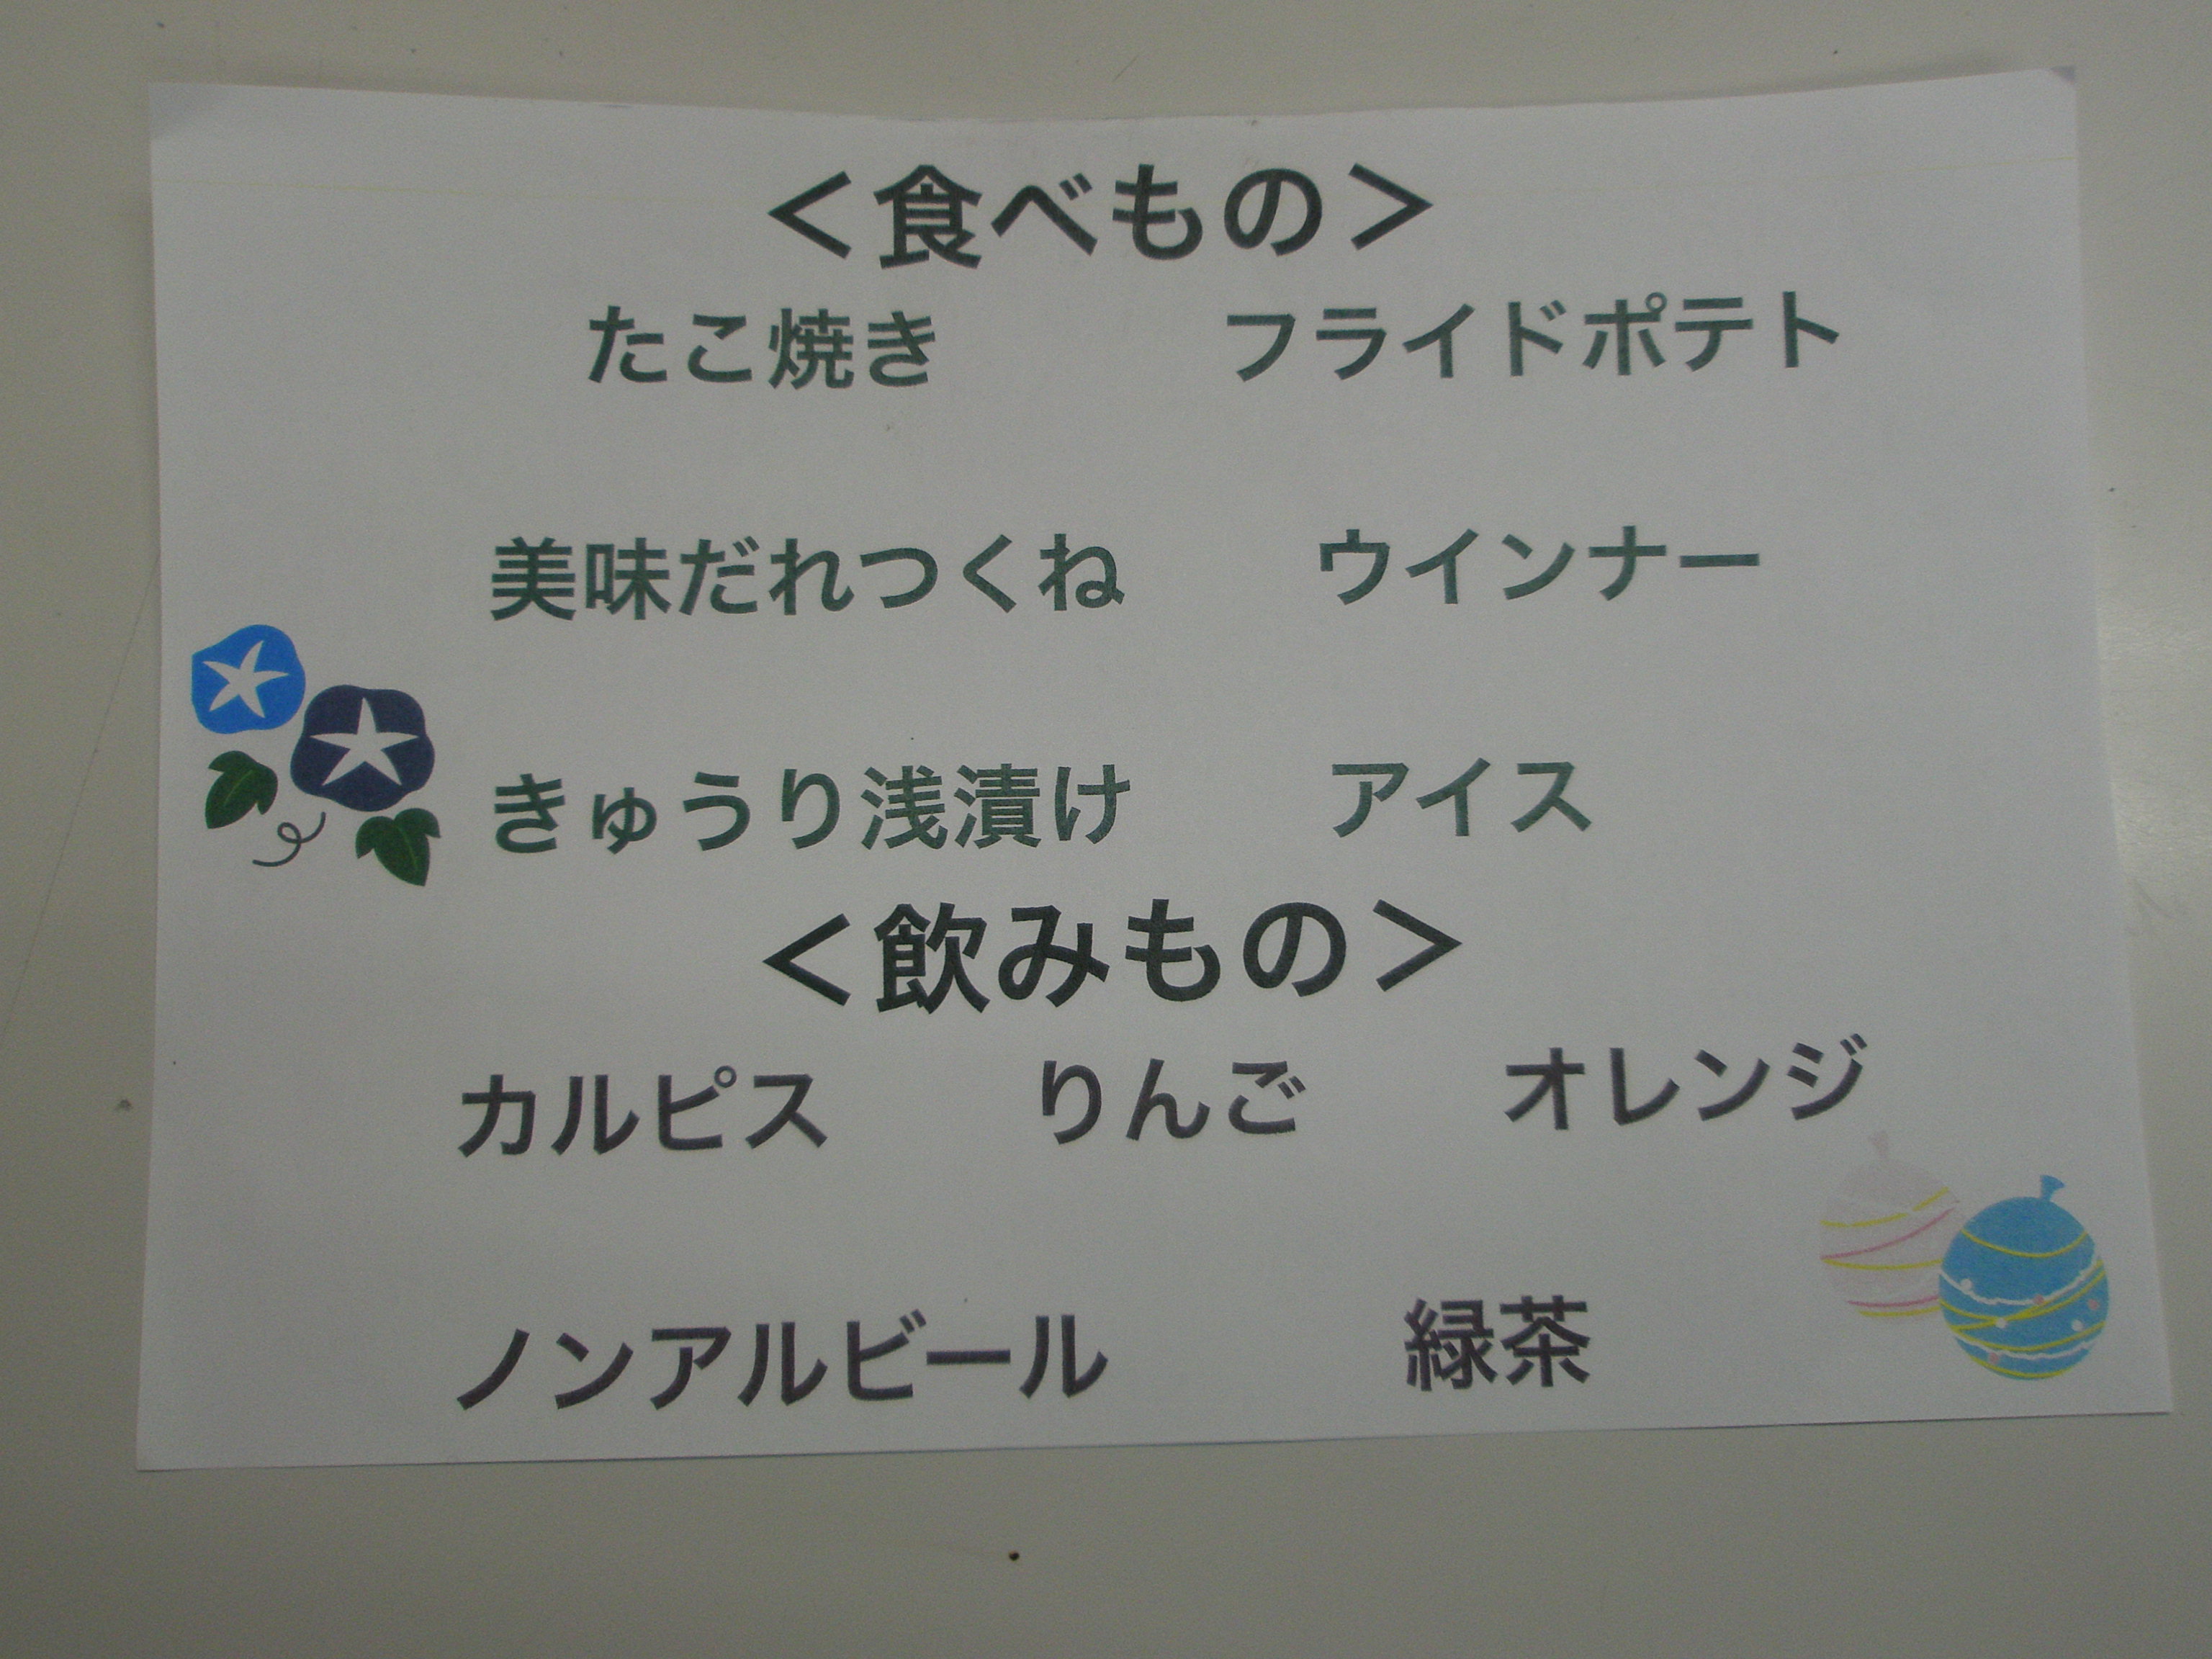 ＜食べもの＞
たこ焼き　フライドポテト
美味だれつくね　ウインナー
きゅうり浅漬け　アイス
＜飲みもの＞
カルピス　りんご　オレンジ
ノンアルビール　緑茶